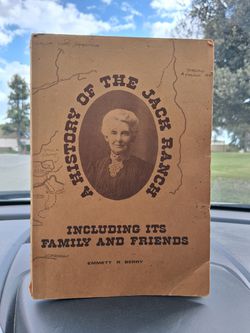 A HISTORY OF THE JACK RANCH
INCLUDING ITS
FAMILY AND FRIENDS
EMMETT R. BERRY